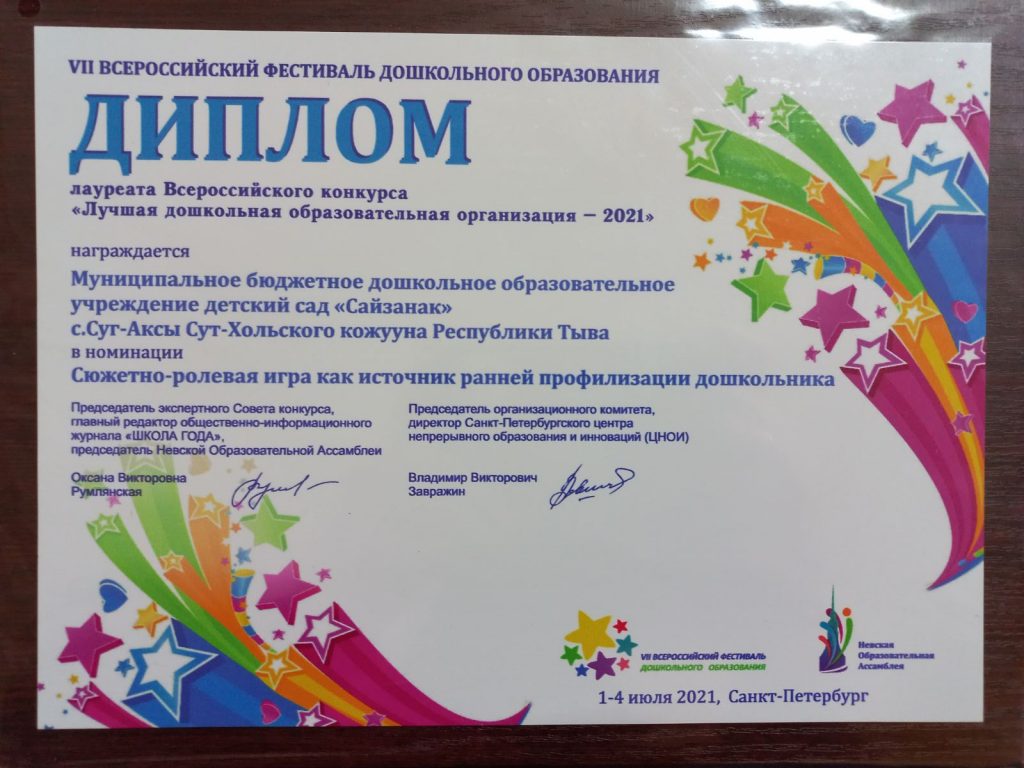 VII ВСЕРОССИЙСКИЙ ФЕСТИВАЛЬ ДОШКОЛЬНОГО ОБРАЗОВАНИЯ
ДИПЛОМ
лауреата Всероссийского конкурса
«Лучшая дошкольная образовательная организация – 2021»
награждается
Муниципальное бюджетное дошкольное образовательное
учреждение детский сад «Сайзанак»
с.Суг-Аксы Сут-Хольского кожууна Республики Тыва
в номинации
Сюжетно-ролевая игра как источник ранней профилизации дошкольника
Председатель экспертного Совета конкурса,
главный редактор общественно-информационного
журнала «ШКОЛА ГОДА»,
председатель Невской Образовательной Ассамблеи
Оксана Викторовна
Румлянская
Председатель организационного комитета,
директор Санкт-Петербургского центра
непрерывного образования и инноваций (ЦНОИ)
Владимир Викторович
Завражин
VII ВСЕРОССИЙСКИЙ ФЕСТИВАЛЬ
ДОШКОЛЬНОГО ОБРАЗОВАНИЯ
Невская
Образовательная
Ассамблея
1-4 июля 2021, Санкт-Петербург